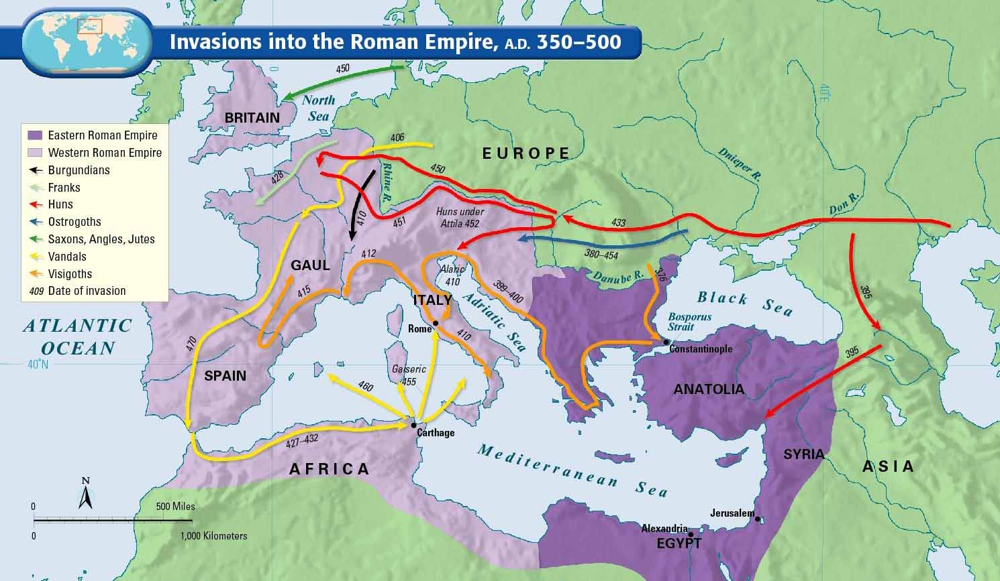 Invasions into the Roman Empire, A.D. 350–500
Eastern Roman Empire
Western Roman Empire
Burgundians
Franks
Huns
Ostrogoths
Saxons, Angles, Jutes
Vandals
Visigoths
409 Date of invasion
450
North
Sea
BRITAIN
406
EUROPE
40°E
Dnieper R.
Don R.
428
Rhine R.
450
410
451
Huns under
Attila 452
433
380–454
GAUL
412
415
Alaric
410
399–400
Danube R.
376
Black Sea
395
ITALY
Adriatic Sea
Bosporus
Strait
ATLANTIC
OCEAN
470
Rome
410
Constantinople
395
40°N
SPAIN
460
Gaiseric
455
ANATOLIA
Carthage
427–432
AFRICA
Mediterranean Sea
SYRIA
ASIA
N
0
500 Miles
0
1,000 Kilometers
Jerusalem
Alexandria
EGYPT